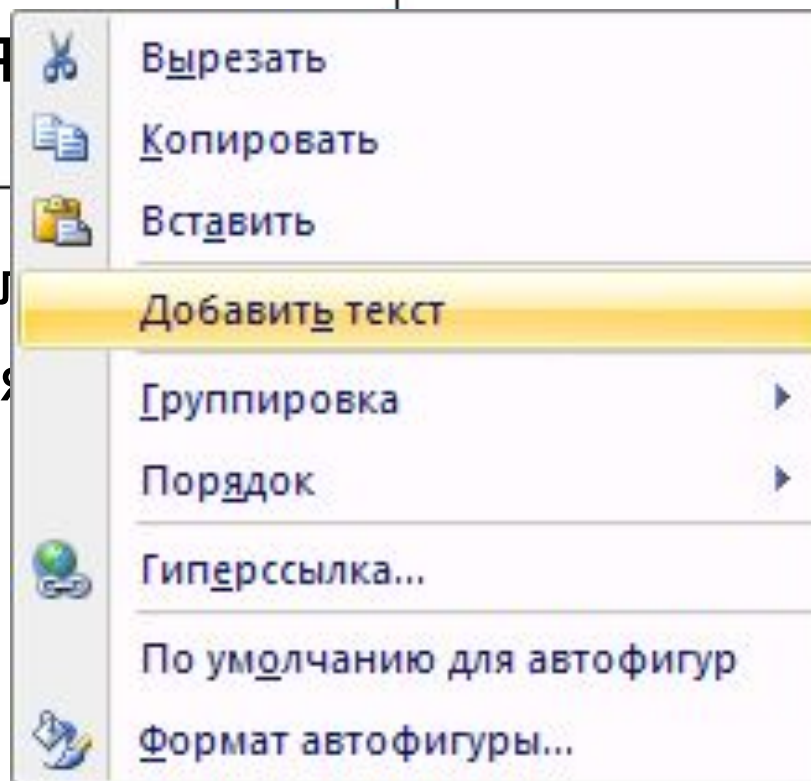 Вырезать
Копировать
Вставить
Добавить текст
Группировка
Порядок
Гиперссылка...
По умолчанию для автофигур
Формат автофигуры...